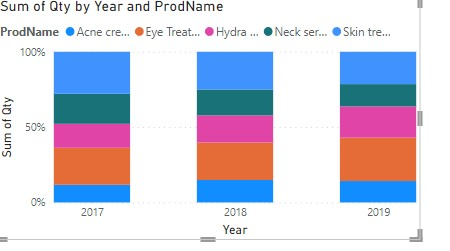 Sum of Qty by Year and ProdName
ProdName Acne cre... Eye Treat... Hydra ... Neck ser... Skin tre...
100%
50%
0%
Sum of Qty
2017 2018 2019
Year